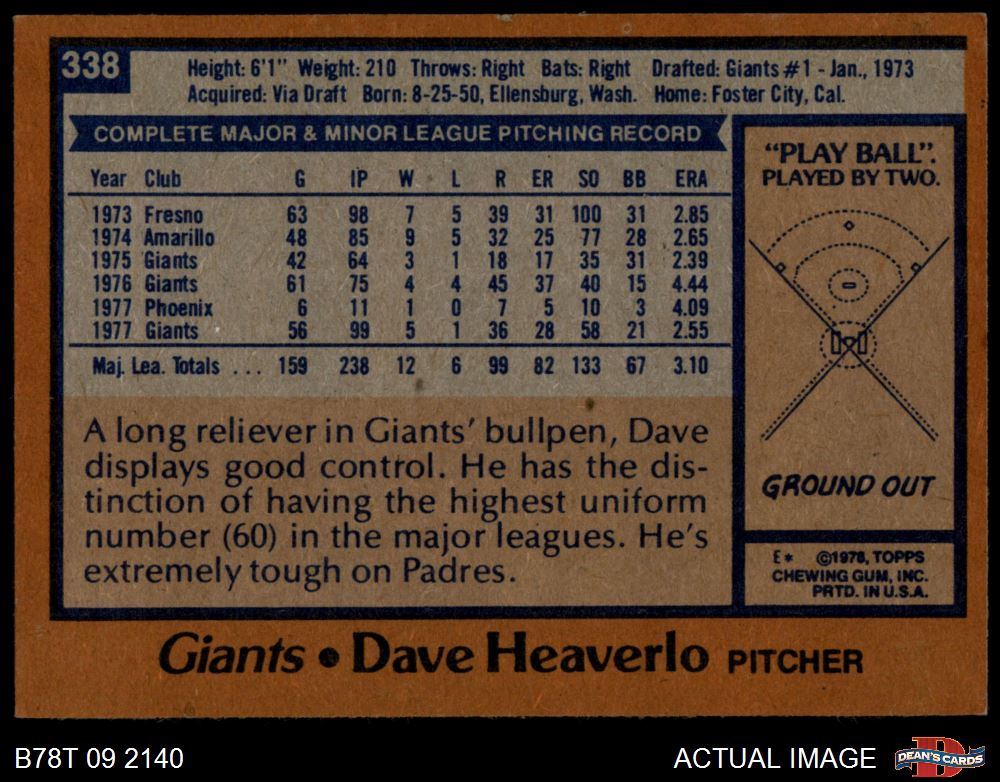 338
Height: 6'1" Weight: 210 Throws: Right Bats: Right Drafted: Giants #1 - Jan., 1973
Acquired: Via Draft Born: 8-25-50, Ellensburg, Wash. Home: Foster City, Cal.
COMPLETE MAJOR & MINOR LEAGUE PITCHING RECORD
Year Club G IP W L R ER SO BB ERA
1973 Fresno 63 98 7 5 39 31 100 31 2.85
1974 Amarillo 48 85 9 5 32 25 77 28 2.65
1975 Giants 42 64 3 1 18 17 35 31 2.39
1976 Giants 61 75 4 4 45 37 40 15 4.44
1977 Phoenix 6 11 1 0 7 5 10 3 4.09
1977 Giants 56 99 5 1 36 28 58 21 2.55
Maj. Lea. Totals ... 159 238 12 6 99 82 133 67 3.10
A long reliever in Giants' bullpen, Dave
displays good control. He has the dis-
tinction of having the highest uniform
number (60) in the major leagues. He's
extremely tough on Padres.
"PLAY BALL".
PLAYED BY TWO.
GROUND OUT
E* ©1978, TOPPS
CHEWING GUM, INC.
PRTD. IN U.S.A.
Giants • Dave Heaverlo PITCHER
B78T 09 2140
ACTUAL IMAGE
D
DEAN'S CARDS